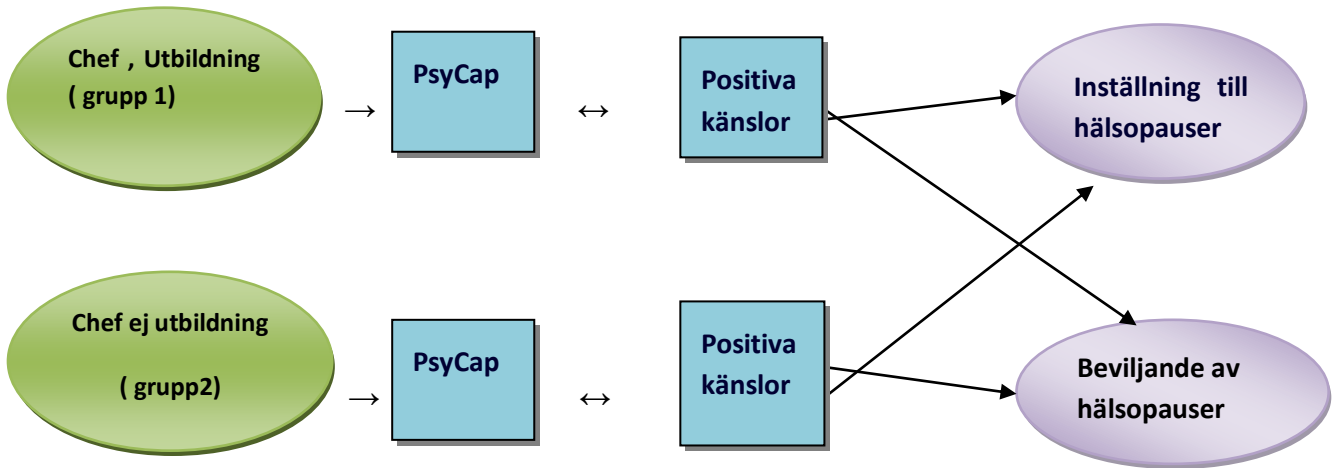 Chef , Utbildning
( grupp 1)
→
PsyCap
↔
Positiva
känslor
Inställning till
hälsopauser
Chef ej utbildning
( grupp2)
→
PsyCap
↔
Positiva
känslor
Beviljande av
hälsopauser